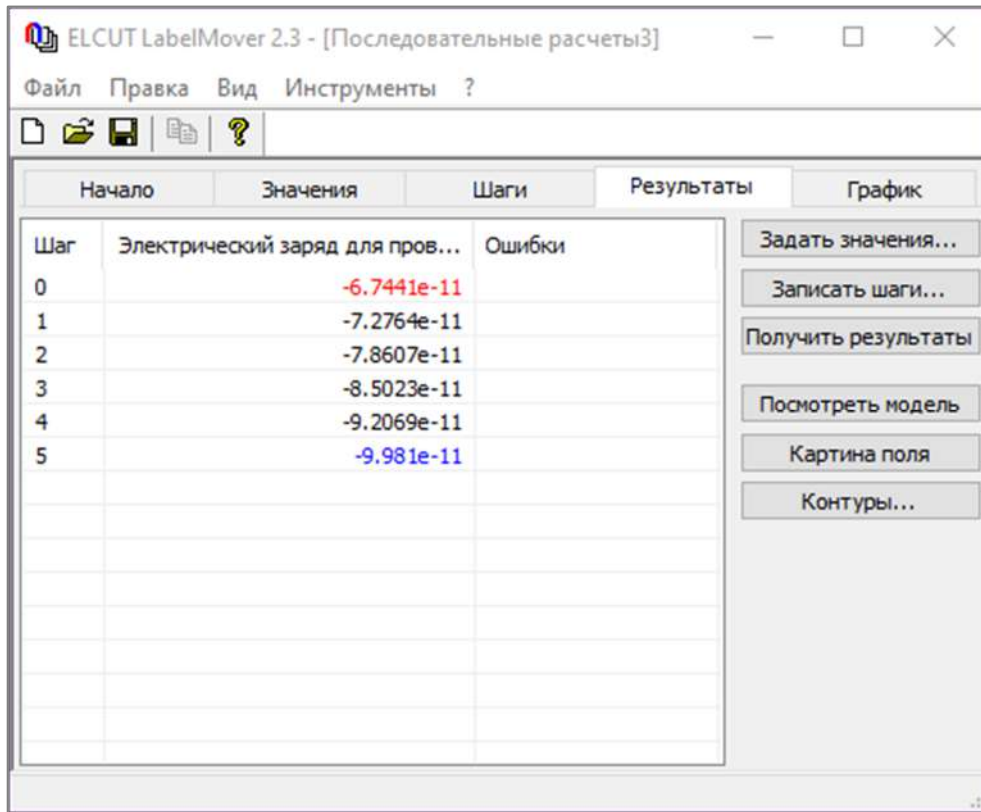 ELCUT LabelMover 2.3 - [Последовательные расчеты3]
Файл Правка Вид Инструменты ?
Начало Значения Шаги Результаты График
Шаг Электрический заряд для пров... Ошибки
0 -6.7441e-11
1 -7.2764e-11
2 -7.8607e-11
3 -8.5023e-11
4 -9.2069e-11
5 -9.981e-11
Задать значения...
Записать шаги...
Получить результаты
Посмотреть модель
Картина поля
Контуры...